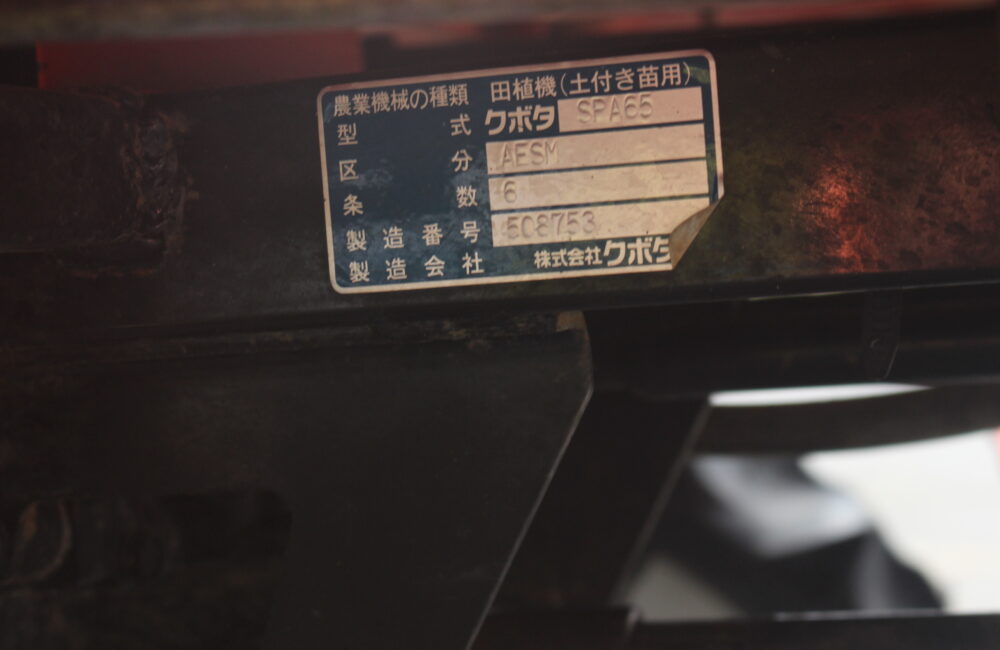 農業機械の種類 田植機(土付き苗用)
型式 クボタ SPA65
区分 AESM
条数 6
製造番号 508753
製造会社 株式会社クボタ